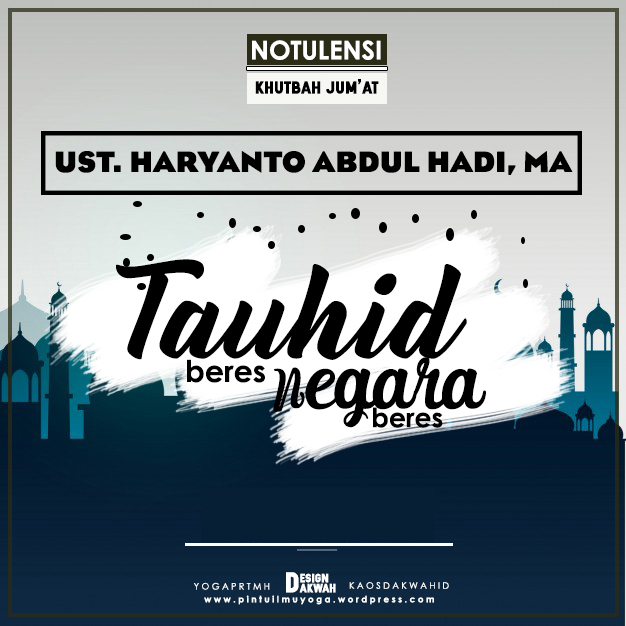 NOTULENSI
KHUTBAH JUM'AT
UST. HARYANTO ABDUL HADI, MA
Tauhid
beres negara
beres
YOGAPRTMH DESIGN DAKWAH KAOSDAKWAHID
www.pintuilmuyoga.wordpress.com